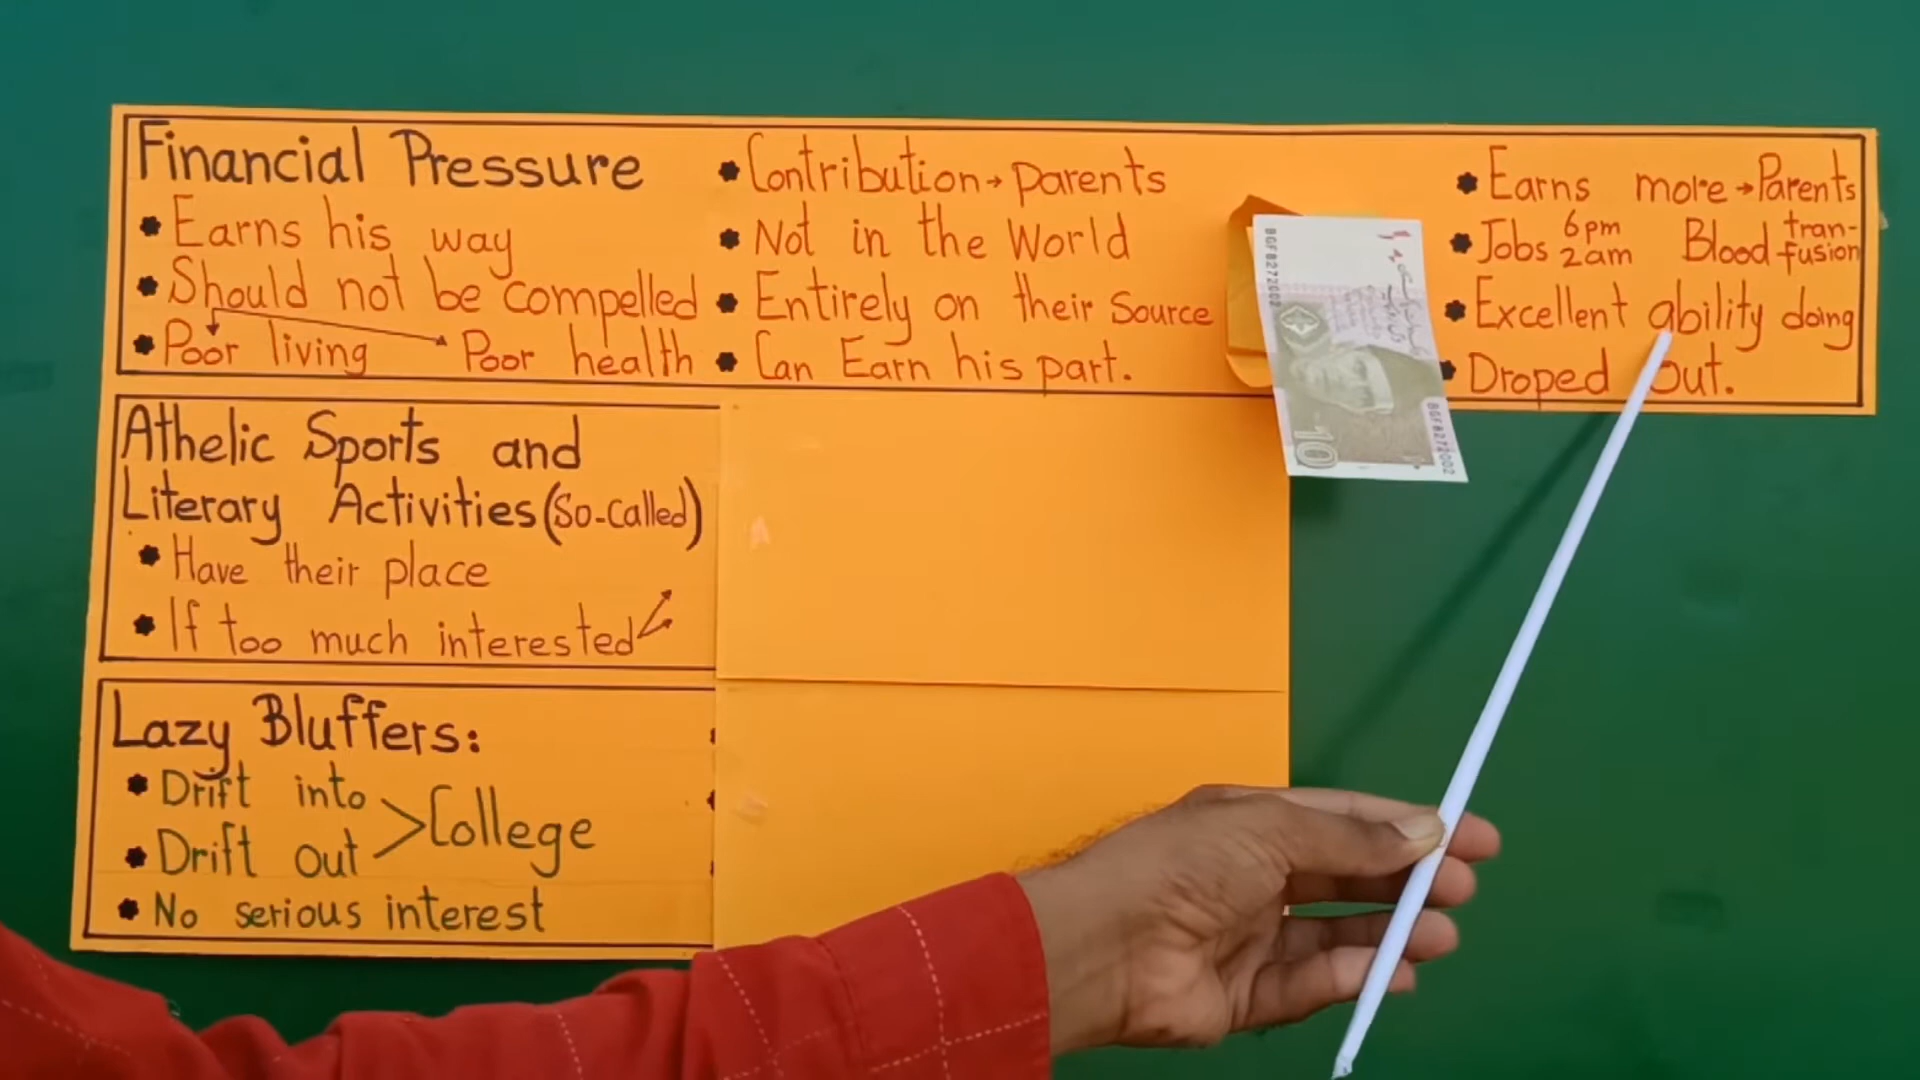 Financial Pressure
Earns his way
Should not be compelled
Poor living Poor health
Contribution → parents
Not in the World
Entirely on their Source
Can Earn his part.
Earns more → Parents
Jobs 6pm 2am Blood tran-fusion
Excellent ability doing
Droped out.
BGF8272002
10
BGF8272002
Athelic Sports and
Literary Activities (So-Called)
Have their place
If too much interested
Lazy Bluffers:
Drift into
Drift out > College
No serious interest